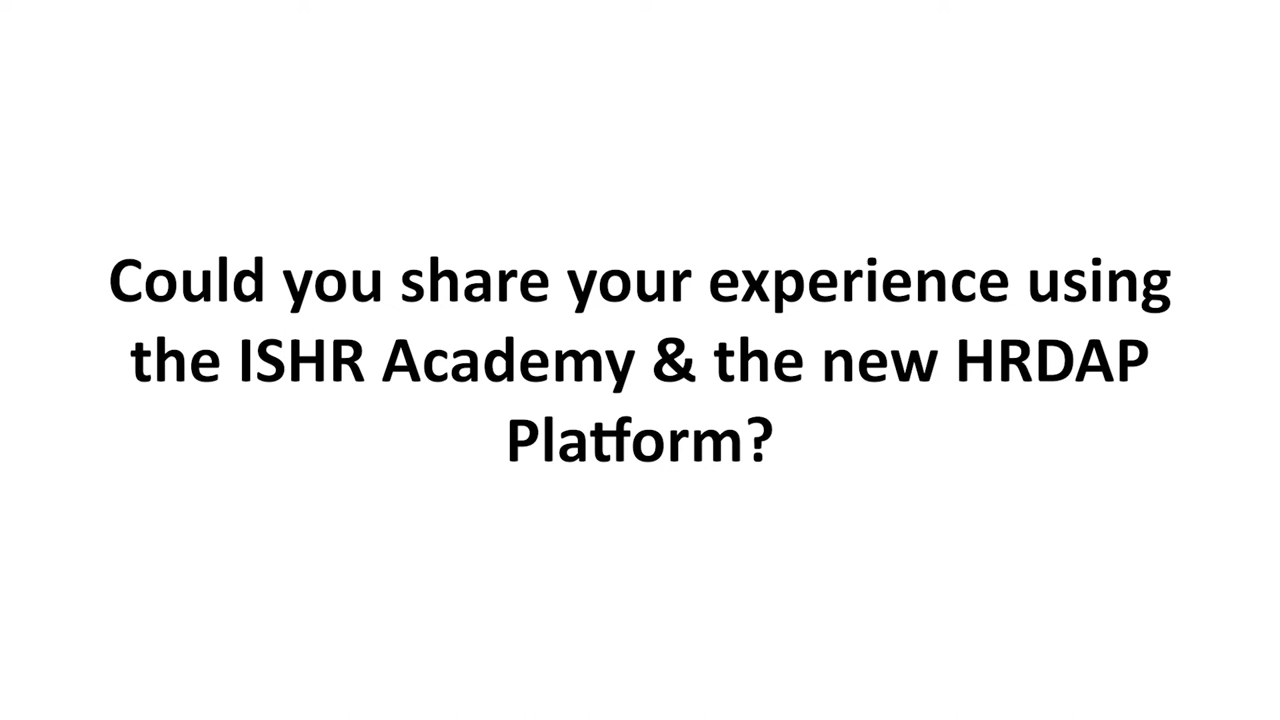 Could you share your experience using
the ISHR Academy & the new HRDAP
Platform?